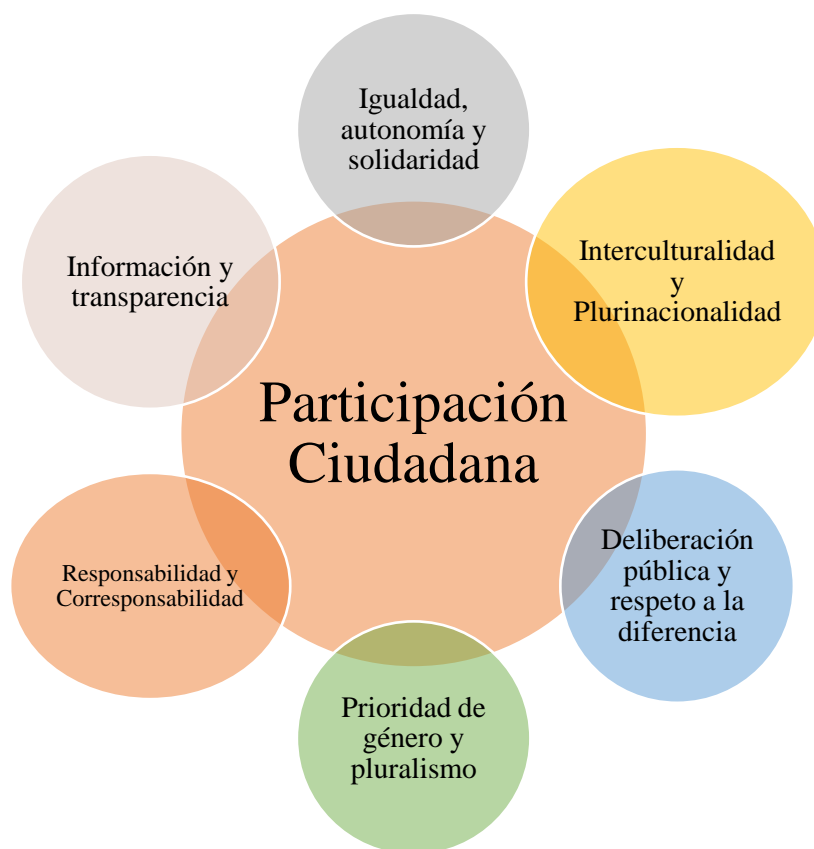 Igualdad,
autonomía y
solidaridad
Interculturalidad
y
Plurinacionalidad
Deliberación
pública y
respeto a la
diferencia
Prioridad de
género y
pluralismo
Responsabilidad y
Corresponsabilidad
Información y
transparencia
Participación
Ciudadana